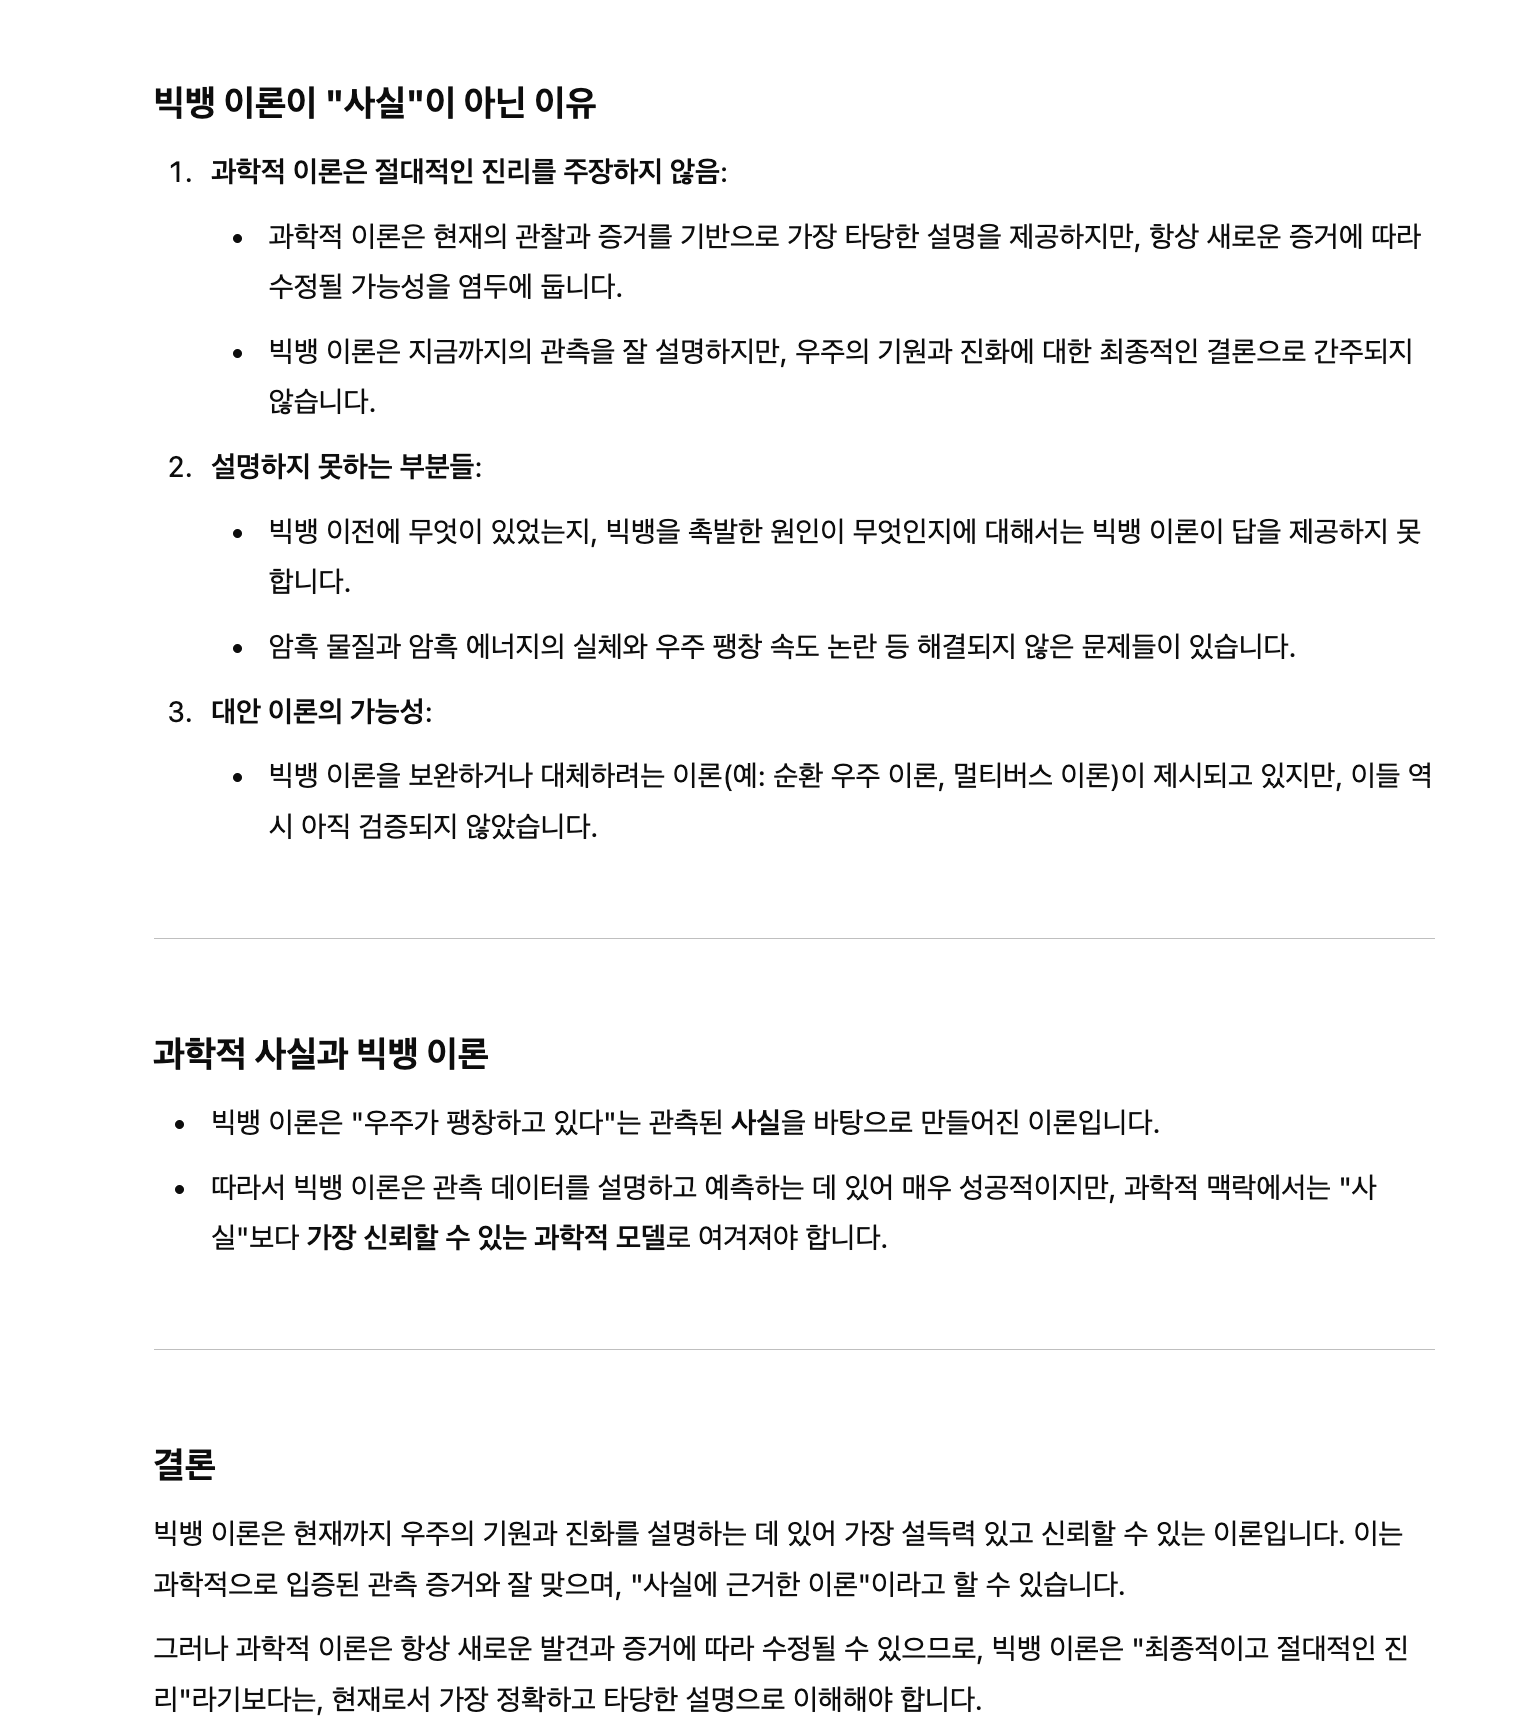 빅뱅 이론이 "사실"이 아닌 이유
1. 과학적 이론은 절대적인 진리를 주장하지 않음:
• 과학적 이론은 현재의 관찰과 증거를 기반으로 가장 타당한 설명을 제공하지만, 항상 새로운 증거에 따라
수정될 가능성을 염두에 둡니다.
• 빅뱅 이론은 지금까지의 관측을 잘 설명하지만, 우주의 기원과 진화에 대한 최종적인 결론으로 간주되지
않습니다.
2. 설명하지 못하는 부분들:
• 빅뱅 이전에 무엇이 있었는지, 빅뱅을 촉발한 원인이 무엇인지에 대해서는 빅뱅 이론이 답을 제공하지 못
합니다.
• 암흑 물질과 암흑 에너지의 실체와 우주 팽창 속도 논란 등 해결되지 않은 문제들이 있습니다.
3. 대안 이론의 가능성:
• 빅뱅 이론을 보완하거나 대체하려는 이론(예: 순환 우주 이론, 멀티버스 이론)이 제시되고 있지만, 이들 역
시 아직 검증되지 않았습니다.
과학적 사실과 빅뱅 이론
• 빅뱅 이론은 "우주가 팽창하고 있다"는 관측된 사실을 바탕으로 만들어진 이론입니다.
• 따라서 빅뱅 이론은 관측 데이터를 설명하고 예측하는 데 있어 매우 성공적이지만, 과학적 맥락에서는 "사
실"보다 가장 신뢰할 수 있는 과학적 모델로 여겨져야 합니다.
결론
빅뱅 이론은 현재까지 우주의 기원과 진화를 설명하는 데 있어 가장 설득력 있고 신뢰할 수 있는 이론입니다. 이는
과학적으로 입증된 관측 증거와 잘 맞으며, "사실에 근거한 이론"이라고 할 수 있습니다.
그러나 과학적 이론은 항상 새로운 발견과 증거에 따라 수정될 수 있으므로, 빅뱅 이론은 "최종적이고 절대적인 진
리"라기보다는, 현재로서 가장 정확하고 타당한 설명으로 이해해야 합니다.